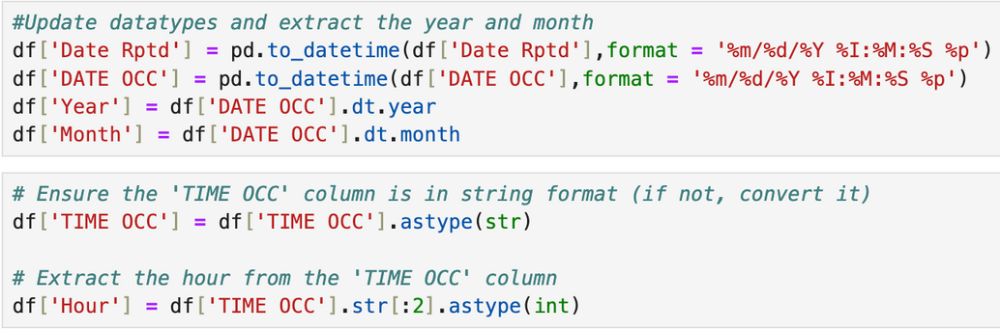 #Update datatypes and extract the year and month
df['Date Rptd'] = pd.to_datetime(df['Date Rptd'],format = '%m/%d/%Y %I:%M:%S %p')
df['DATE OCC'] = pd.to_datetime(df['DATE OCC'],format = '%m/%d/%Y %I:%M:%S %p')
df['Year'] = df['DATE OCC'].dt.year
df['Month'] = df['DATE OCC'].dt.month
# Ensure the 'TIME OCC' column is in string format (if not, convert it)
df['TIME OCC'] = df['TIME OCC'].astype(str)
# Extract the hour from the 'TIME OCC' column
df['Hour'] = df['TIME OCC'].str[:2].astype(int)